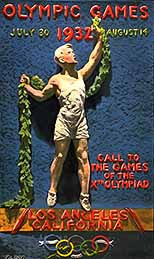 OLYMPIC GAMES
JULY 30 1932 AUGUST 14
CALL TO
THE GAMES
OF THE
Xᵀᴴ OLYMPIAD
LOS ANGELES
CALIFORNIA